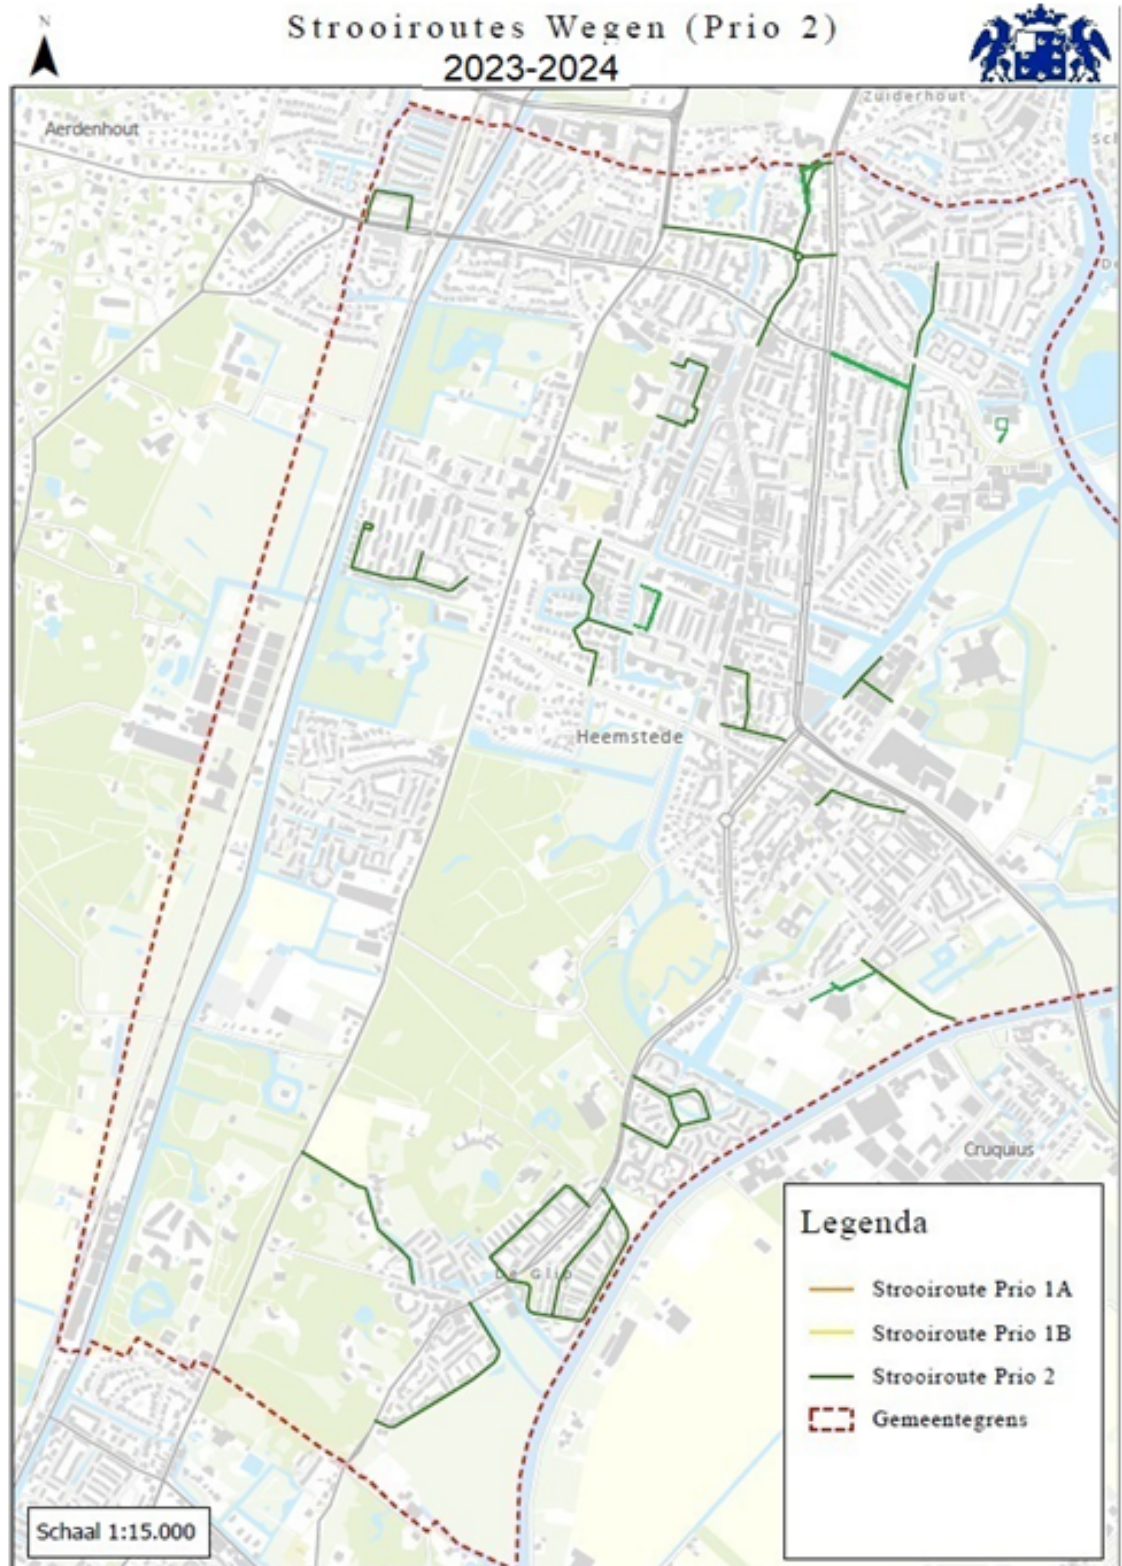 N
Strooiroutes Wegen (Prio 2)
2023-2024
Zuiderhout
Aerdenhout
Heemstede
Cruquius
De Glip
Legenda
Strooiroute Prio 1A
Strooiroute Prio 1B
Strooiroute Prio 2
Gemeentegrens
Schaal 1:15.000